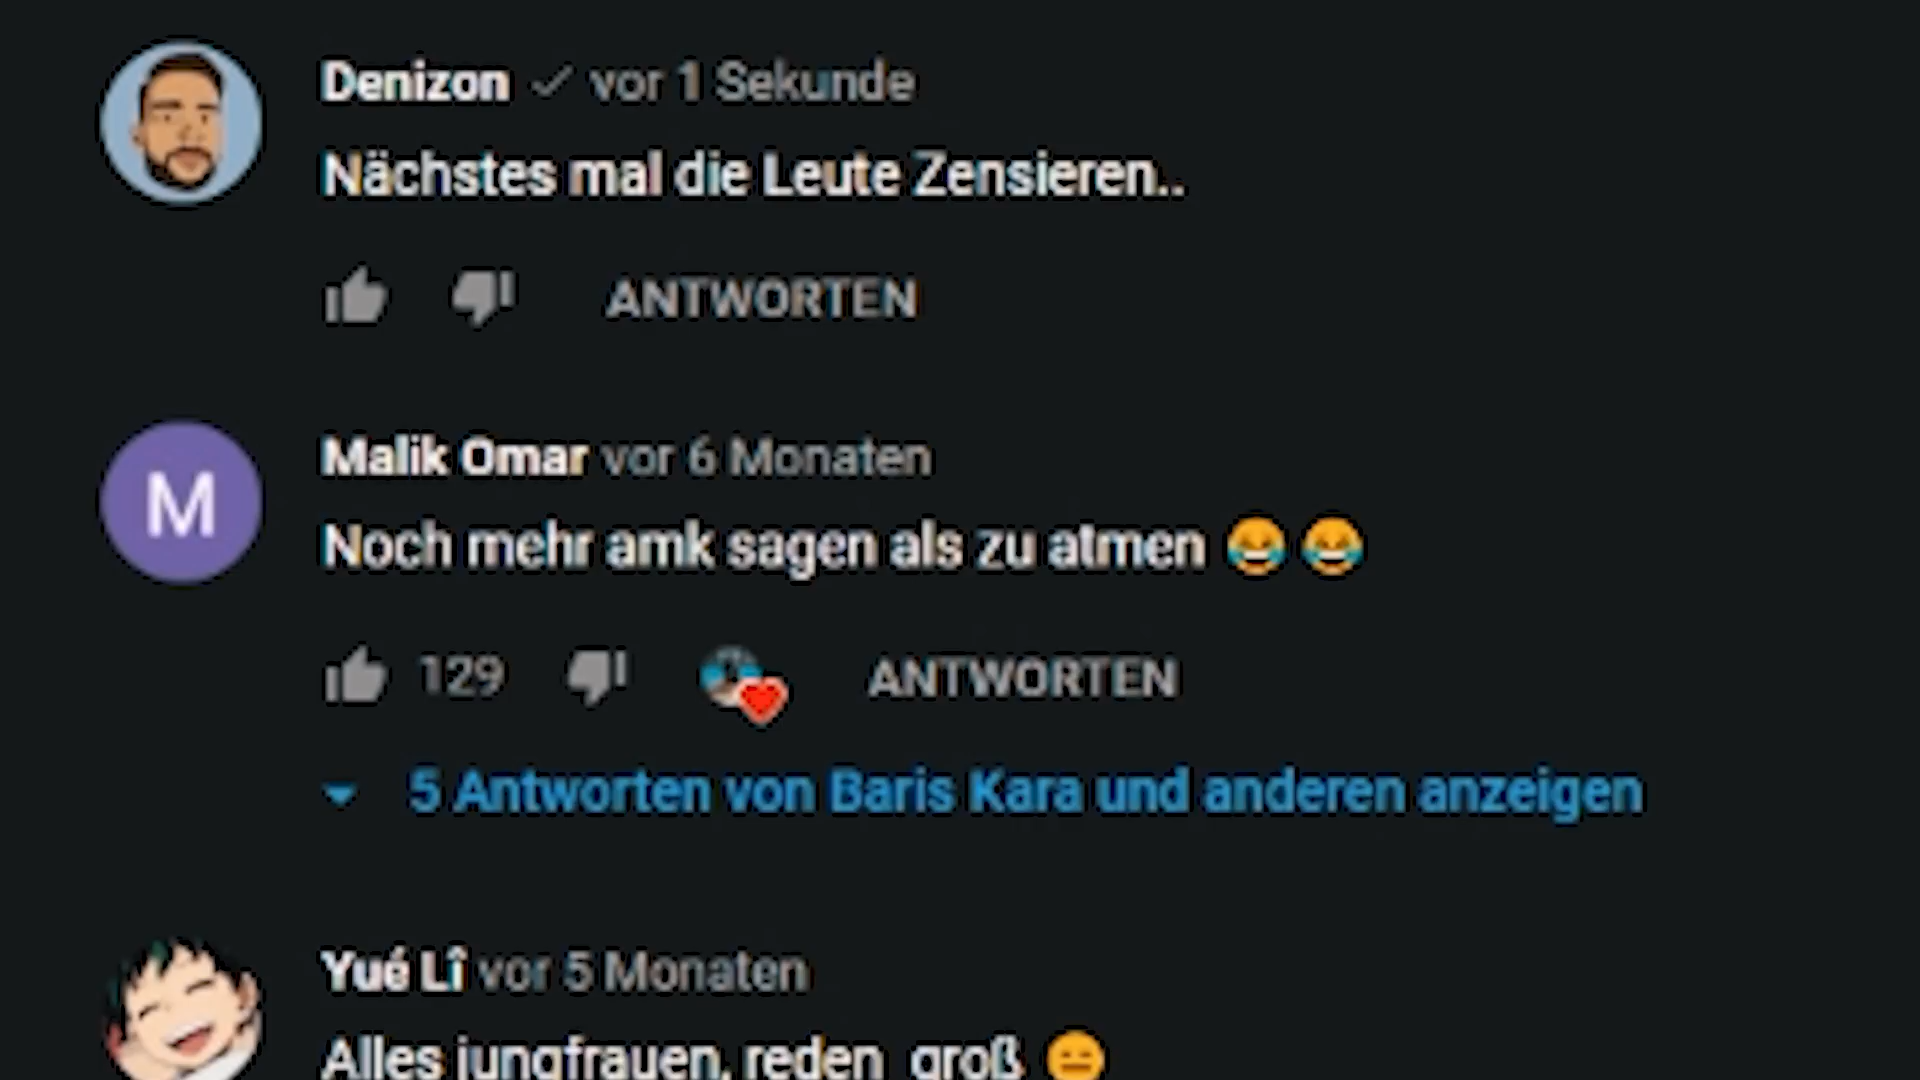 Denizon vor 1 Sekunde
Nächstes mal die Leute Zensieren..
ANTWORTEN
M
Malik Omar vor 6 Monaten
Noch mehr amk sagen als zu atmen 😂 😂
129 ANTWORTEN
5 Antworten von Baris Kara und anderen anzeigen
Yué Lî vor 5 Monaten
Alles jungfrauen, reden groß 😑